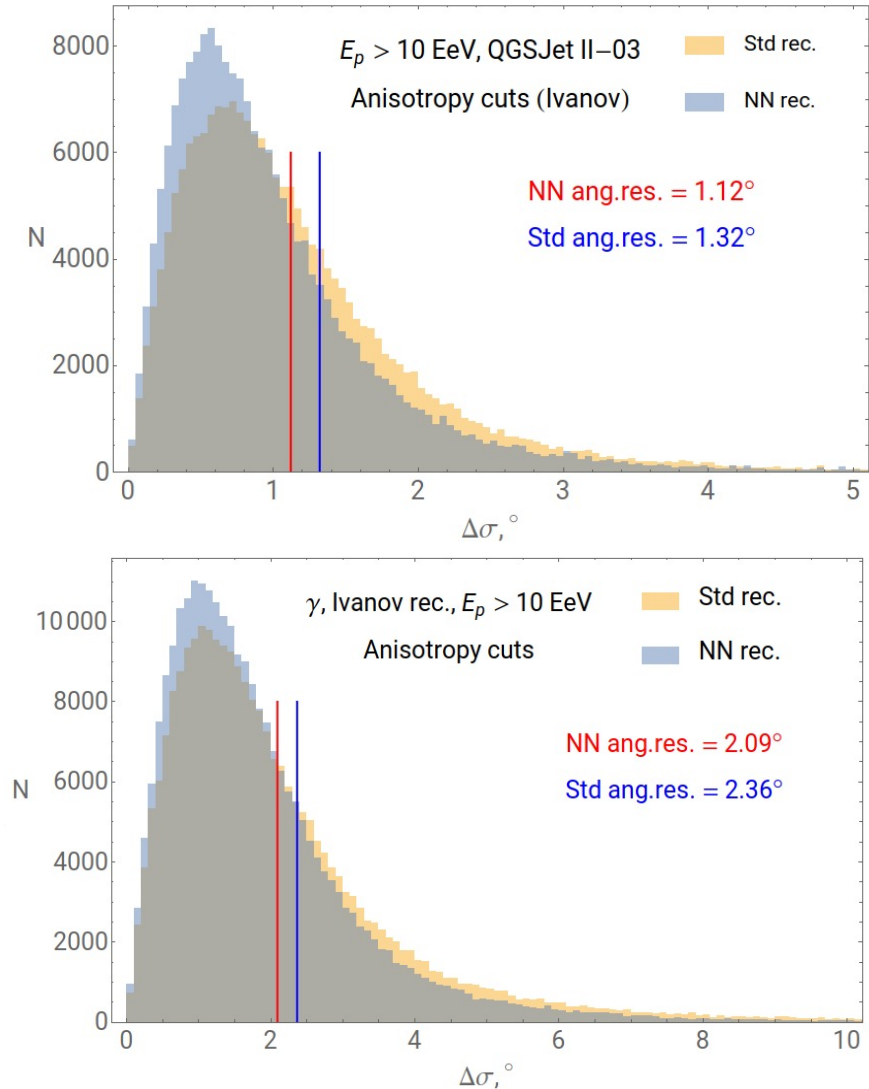 8000
6000
4000
2000
0
N
E_p > 10 EeV, QGSJet II−03
Anisotropy cuts (Ivanov)
Std rec.
NN rec.
NN ang.res. = 1.12°
Std ang.res. = 1.32°
0 1 2 3 4 5
Δσ, °
10 000
8000
6000
4000
2000
0
N
γ, Ivanov rec., E_p > 10 EeV
Anisotropy cuts
Std rec.
NN rec.
NN ang.res. = 2.09°
Std ang.res. = 2.36°
0 2 4 6 8 10
Δσ, °